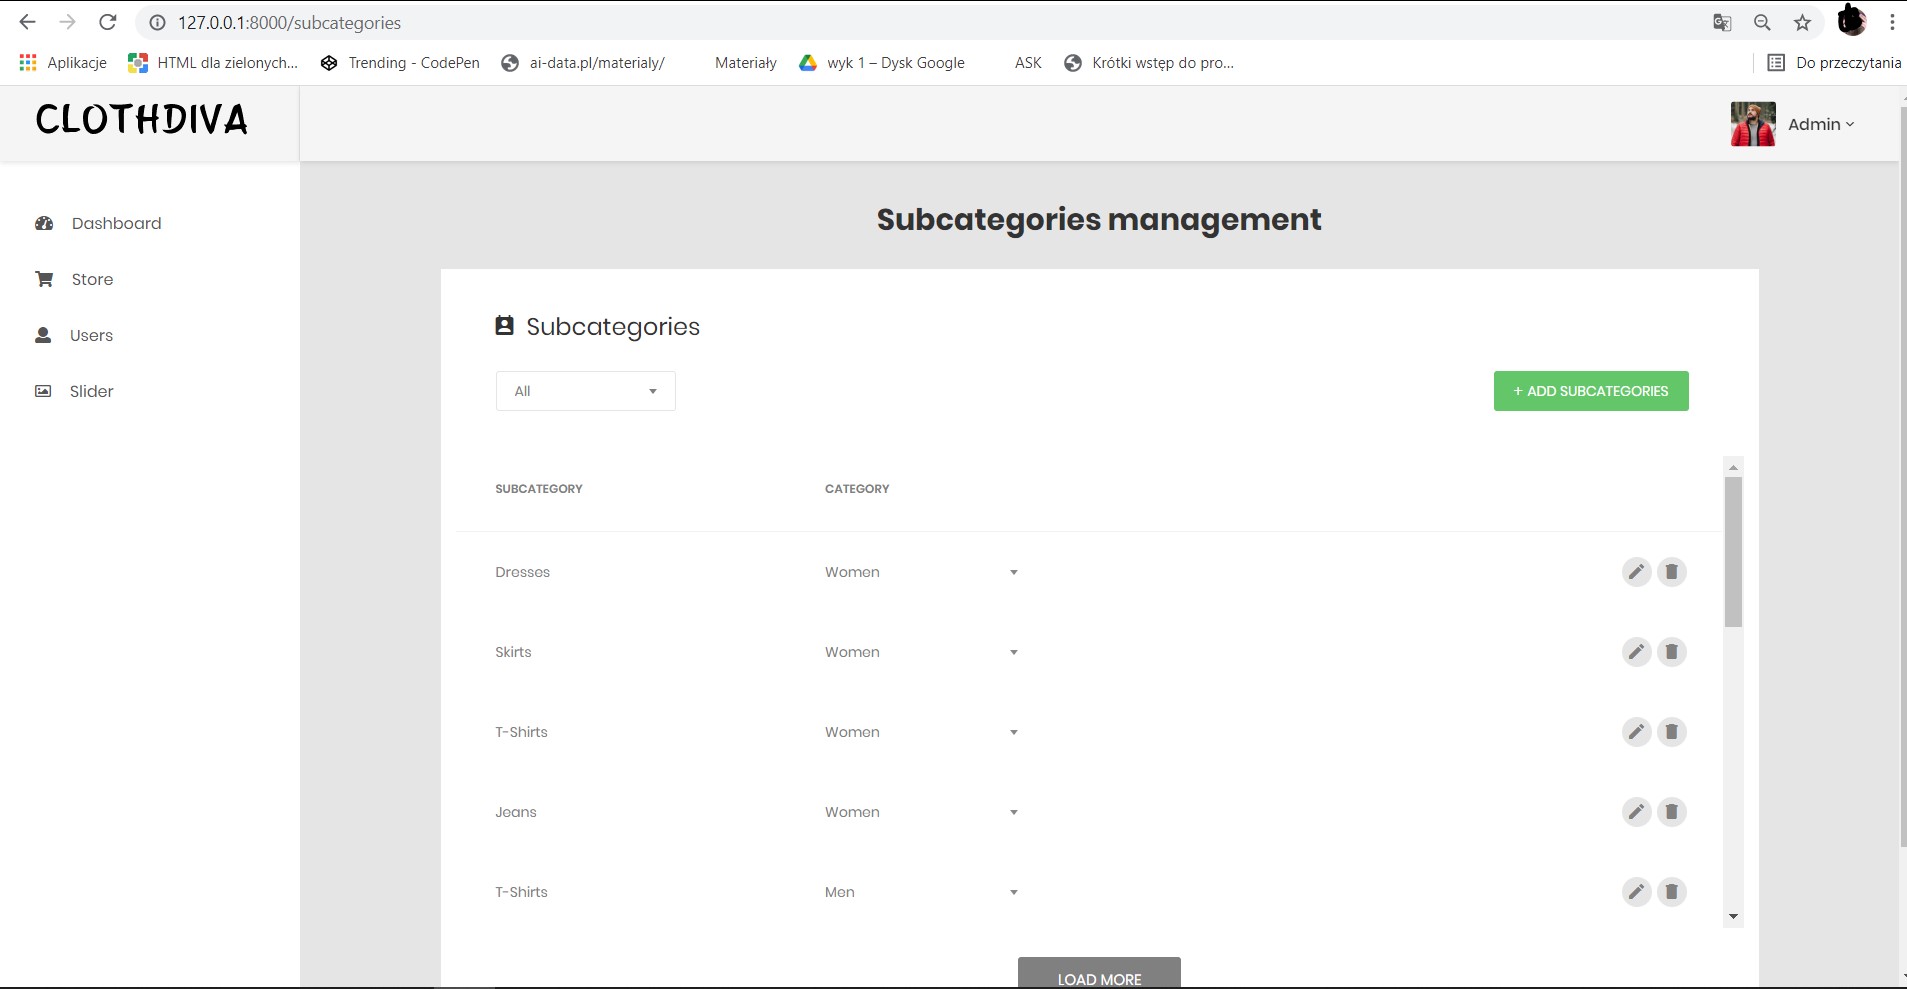 127.0.0.1:8000/subcategories
Aplikacje HTML dla zielonych... Trending - CodePen ai-data.pl/materialy/ Materiały wyk 1 – Dysk Google ASK Krótki wstęp do pro... Do przeczytania
CLOTHDIVA
Admin
Dashboard
Store
Users
Slider
Subcategories management
Subcategories
All
+ ADD SUBCATEGORIES
SUBCATEGORY CATEGORY
Dresses Women
Skirts Women
T-Shirts Women
Jeans Women
T-Shirts Men
LOAD MORE